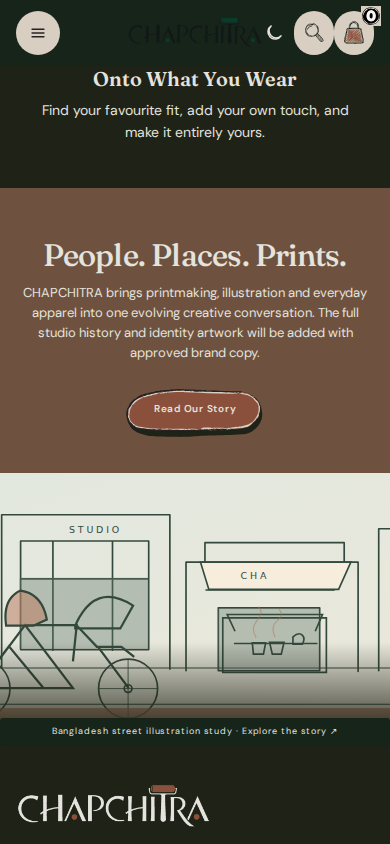 CHAPCHITRA
0
Onto What You Wear
Find your favourite fit, add your own touch, and
make it entirely yours.
People. Places. Prints.
CHAPCHITRA brings printmaking, illustration and everyday
apparel into one evolving creative conversation. The full
studio history and identity artwork will be added with
approved brand copy.
Read Our Story
STUDIO
CHA
Bangladesh street illustration study · Explore the story ↗
CHAPCHITRA